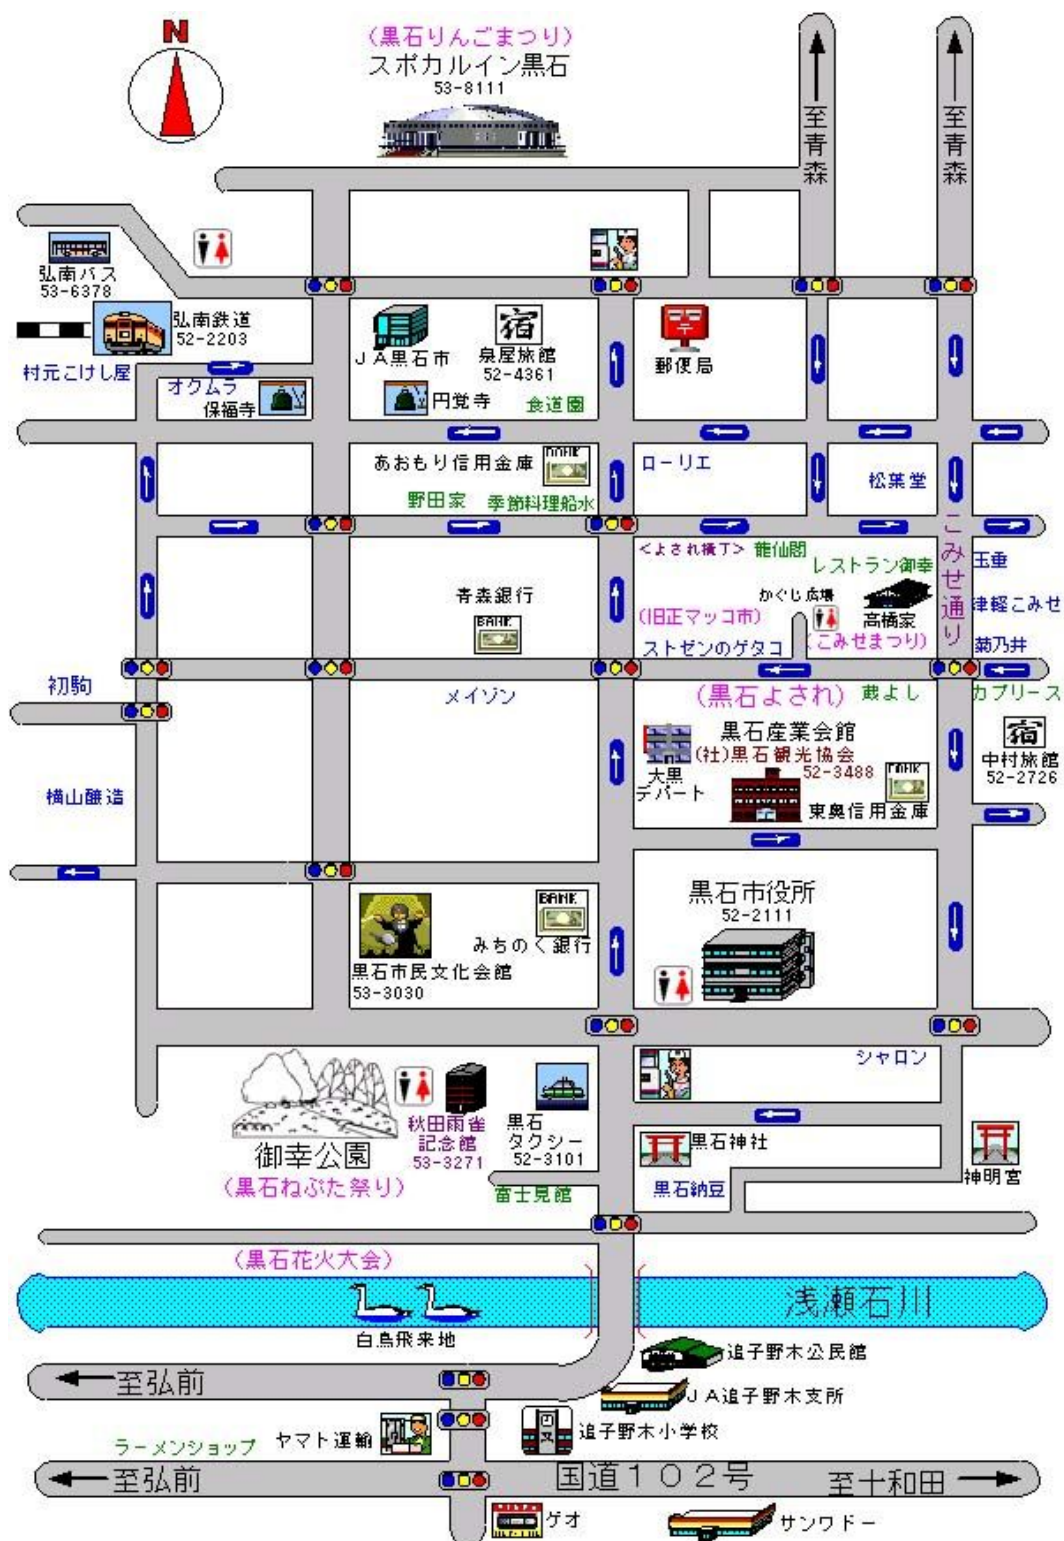 N
(黒石りんごまつり)
スポカルイン黒石
53-8111
至青森
至青森
弘南バス
53-6378
弘南鉄道
52-2203
JA黒石市
宿
泉屋旅館
52-4361
郵便局
村元こけし屋
オクムラ
保福寺
円覚寺
食道園
あおもり信用金庫
BANK
ローリエ
松葉堂
野田家
季節料理船水
こみせ通り
<よされ横丁>
龍仙閣
レストラン御幸
玉垂
青森銀行
BANK
かぐじ広場
高橋家
津軽こみせ
(旧正マッコ市)
(こみせまつり)
ストゼンのゲタコ
菊乃井
初駒
メイゾン
(黒石よされ)
蔵よし
カプリース
黒石産業会館
(社)黒石観光協会
52-3488
大黒
デパート
BANK
東奥信用金庫
宿
中村旅館
52-2726
横山醸造
黒石市役所
52-2111
BANK
みちのく銀行
黒石市民文化会館
53-3030
シャロン
御幸公園
(黒石ねぷた祭り)
秋田雨雀
記念館
53-3271
黒石
タクシー
52-3101
黒石神社
神明宮
富士見館
黒石納豆
(黒石花火大会)
浅瀬石川
白鳥飛来地
追子野木公民館
至弘前
JA追子野木支所
ヤマト運輸
追子野木小学校
ラーメンショップ
至弘前
国道102号
至十和田
ゲオ
サンワドー